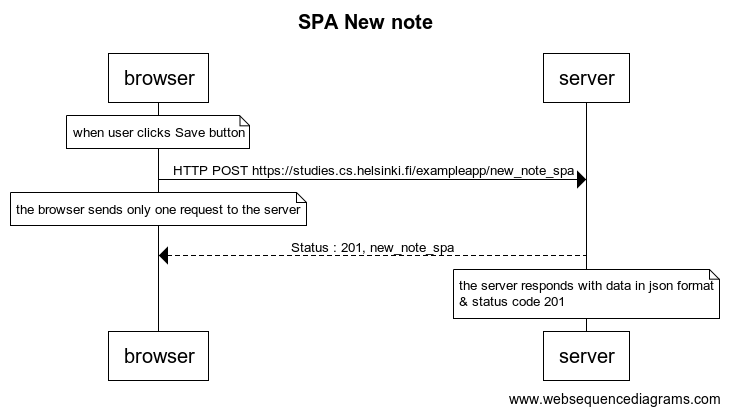 SPA New note
browser
server
when user clicks Save button
HTTP POST https://studies.cs.helsinki.fi/exampleapp/new_note_spa
the browser sends only one request to the server
Status : 201, new_note_spa
the server responds with data in json format
& status code 201
browser
server
www.websequencediagrams.com